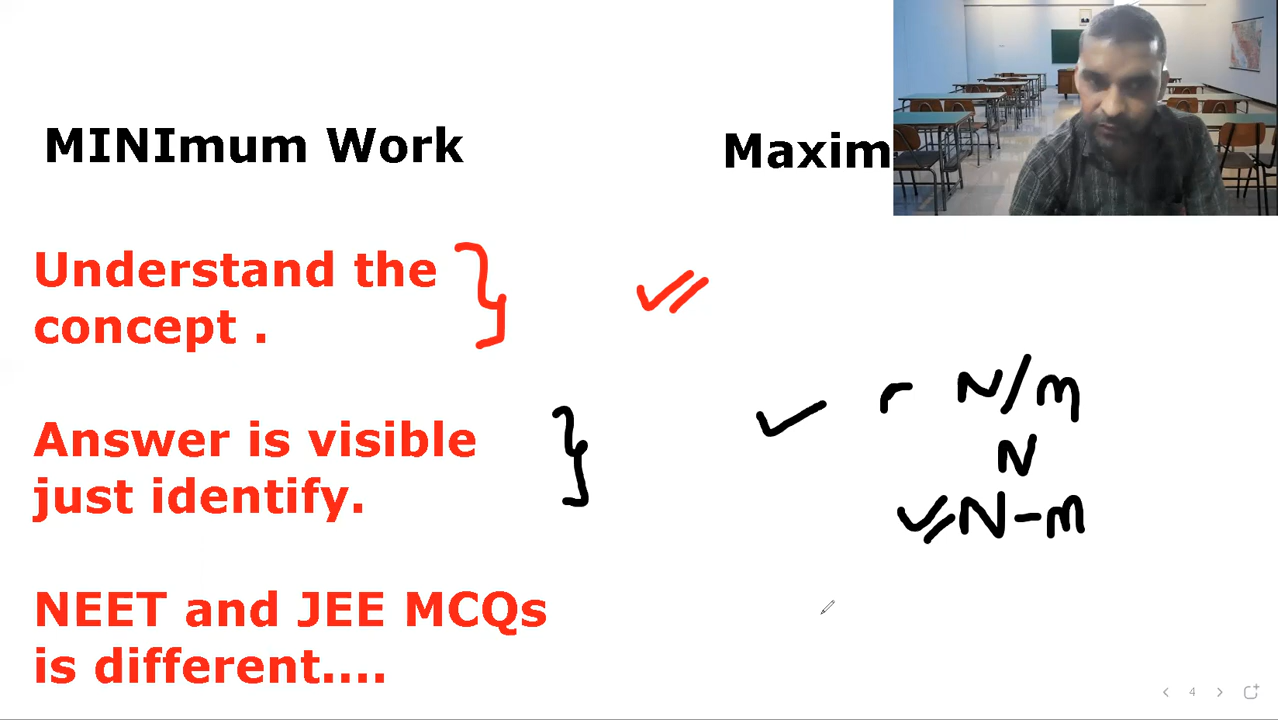 MINImum Work
Maxim
Understand the
concept .
r N/m
N
N-m
Answer is visible
just identify.
NEET and JEE MCQs
is different....
4